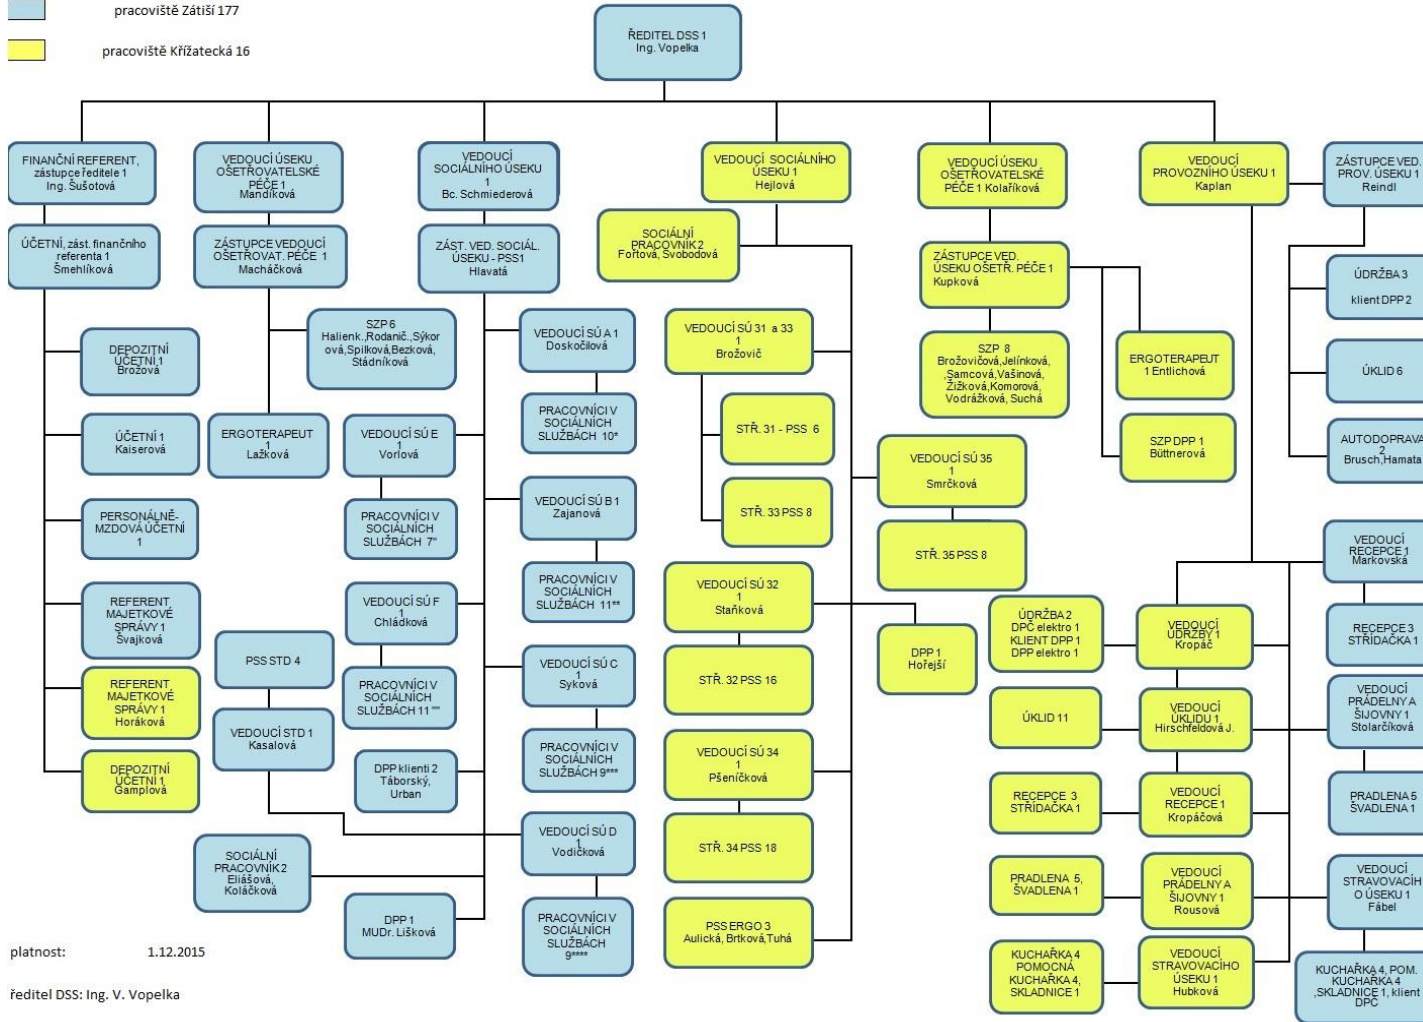 pracoviště Zátiší 177
pracoviště Křížatecká 16
ŘEDITEL DSS 1
Ing. Vopelka
FINANČNÍ REFERENT,
zástupce ředitele 1
Ing. Šušotová
VEDOUCÍ ÚSEKU
OŠETŘOVATELSKÉ
PÉČE 1
Mandíková
VEDOUCÍ
SOCIÁLNÍHO ÚSEKU
1
Bc. Schmiederová
VEDOUCÍ SOCIÁLNÍHO
ÚSEKU 1
Hejlová
VEDOUCÍ ÚSEKU
OŠETŘOVATELSKÉ
PÉČE 1 Kolaříková
VEDOUCÍ
PROVOZNÍHO ÚSEKU 1
Kaplan
ZÁSTUPCE VED.
PROV. ÚSEKU 1
Reindl
ÚČETNÍ, zást. finančního
referenta 1
Šmehlíková
ZÁSTUPCE VEDOUCÍ
OŠETŘOVAT. PÉČE 1
Macháčková
ZÁST. VED. SOCIÁL.
ÚSEKU - PSS1
Hlavatá
SOCIÁLNÍ
PRACOVNÍK 2
Fořtová, Svobodová
ZÁSTUPCE VED.
ÚSEKU OŠETŘ. PÉČE 1
Kupková
ÚDRŽBA 3
klient DPP 2
DEPOZITNÍ
ÚČETNÍ 1
Brožová
SZP 6
Halienk.,Rodanič.,Sýkor
ová,Spilková,Bezková,
Stádníková
VEDOUCÍ SÚ A 1
Doskočilová
VEDOUCÍ SÚ 31 a 33
1
Brožovič
SZP 8
Brožovičová,Jelínková,
,Samcová,Vašinová,
Žižková,Komorová,
Vodrážková, Suchá
ERGOTERAPEUT
1 Entlichová
ÚKLID 6
ÚČETNÍ 1
Kaiserová
ERGOTERAPEUT
1
Lažková
VEDOUCÍ SÚ E
1
Vorlová
PRACOVNÍCI V
SOCIÁLNÍCH
SLUŽBÁCH 10*
STŘ. 31 - PSS 6
VEDOUCÍ SÚ 35
1
Smrčková
SZP DPP 1
Büttnerová
AUTODOPRAVA
2
Brusch,Hamata
PERSONÁLNĚ-
MZDOVÁ ÚČETNÍ
1
PRACOVNÍCI V
SOCIÁLNÍCH
SLUŽBÁCH 7"
VEDOUCÍ SÚ B 1
Zajanová
STŘ. 33 PSS 8
STŘ. 35 PSS 8
VEDOUCÍ
RECEPCE 1
Markovská
REFERENT
MAJETKOVÉ
SPRÁVY 1
Švajková
VEDOUCÍ SÚ F
1
Chládková
PRACOVNÍCI V
SOCIÁLNÍCH
SLUŽBÁCH 11**
VEDOUCÍ SÚ 32
1
Staňková
DPP 1
Hořejší
ÚDRŽBA 2
DPČ elektro 1
KLIENT DPP 1
DPP elektro 1
VEDOUCÍ
ÚDRŽBY 1
Kropáč
RECEPCE 3
STŘÍDAČKA 1
PSS STD 4
REFERENT
MAJETKOVÉ
SPRÁVY 1
Horáková
PRACOVNÍCI V
SOCIÁLNÍCH
SLUŽBÁCH 11 ""
VEDOUCÍ SÚ C
1
Syková
STŘ. 32 PSS 16
ÚKLID 11
VEDOUCÍ
ÚKLIDU 1
Hirschfeldová J.
VEDOUCÍ
PRÁDELNY A
ŠIJOVNY 1
Stolarčíková
VEDOUCÍ STD 1
Kasalová
DEPOZITNÍ
ÚČETNÍ 1
Gamplová
DPP klienti 2
Táborský,
Urban
PRACOVNÍCI V
SOCIÁLNÍCH
SLUŽBÁCH 9***
VEDOUCÍ SÚ 34
1
Pšeníčková
RECEPCE 3
STŘÍDAČKA 1
VEDOUCÍ
RECEPCE 1
Kropáčová
PRADLENA 5
ŠVADLENA 1
SOCIÁLNÍ
PRACOVNÍK 2
Eliášová,
Koláčková
VEDOUCÍ SÚ D
1
Vodičková
STŘ. 34 PSS 18
PRADLENA 5,
ŠVADLENA 1
VEDOUCÍ
PRÁDELNY A
ŠIJOVNY 1
Rousová
VEDOUCÍ
STRAVOVACÍH
O ÚSEKU 1
Fábel
DPP 1
MUDr. Lišková
PRACOVNÍCI V
SOCIÁLNÍCH
SLUŽBÁCH
9****
PSS ERGO 3
Aulická, Brtková,Tuhá
KUCHAŘKA 4
POMOCNÁ
KUCHAŘKA 4,
SKLADNICE 1
VEDOUCÍ
STRAVOVACÍHO
ÚSEKU 1
Hubková
KUCHAŘKA 4, POM.
KUCHAŘKA 4
,SKLADNICE 1, klient
DPČ
platnost: 1.12.2015
ředitel DSS: Ing. V. Vopelka